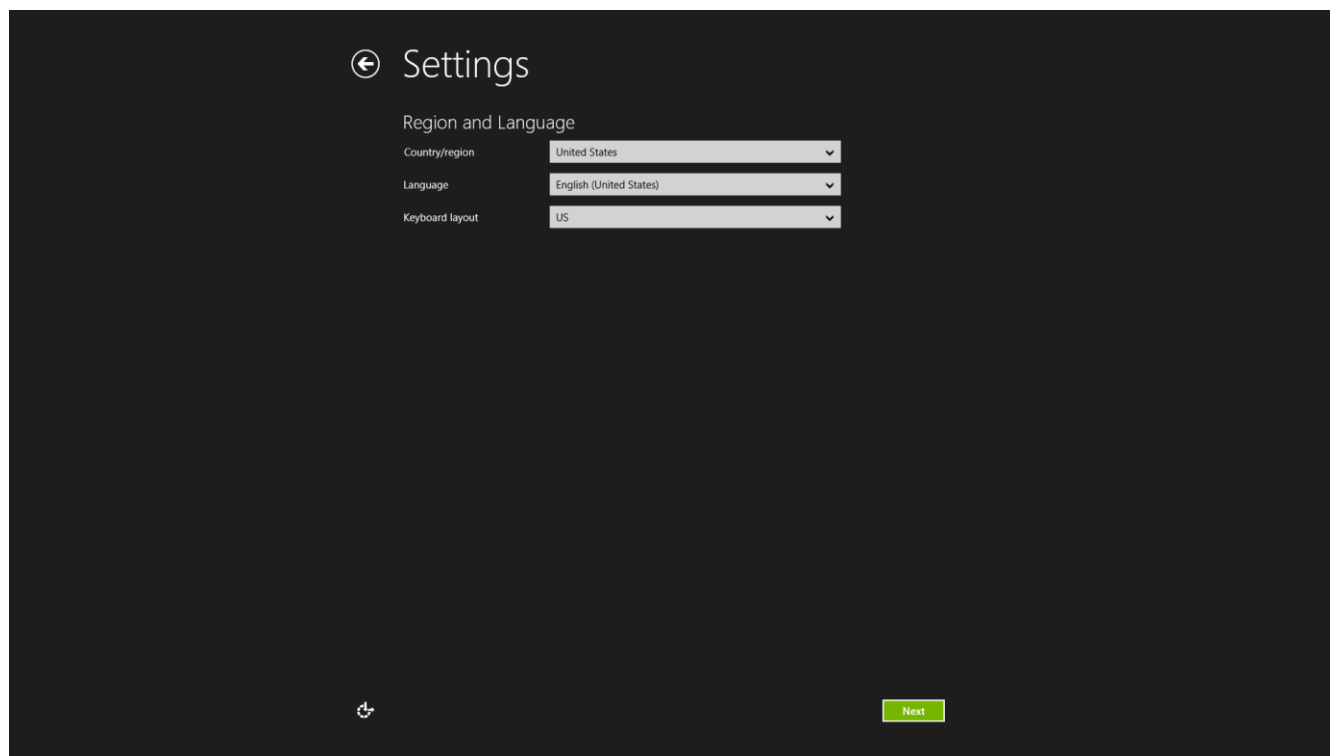 Settings
Region and Language
Country/region United States
Language English (United States)
Keyboard layout US
Next